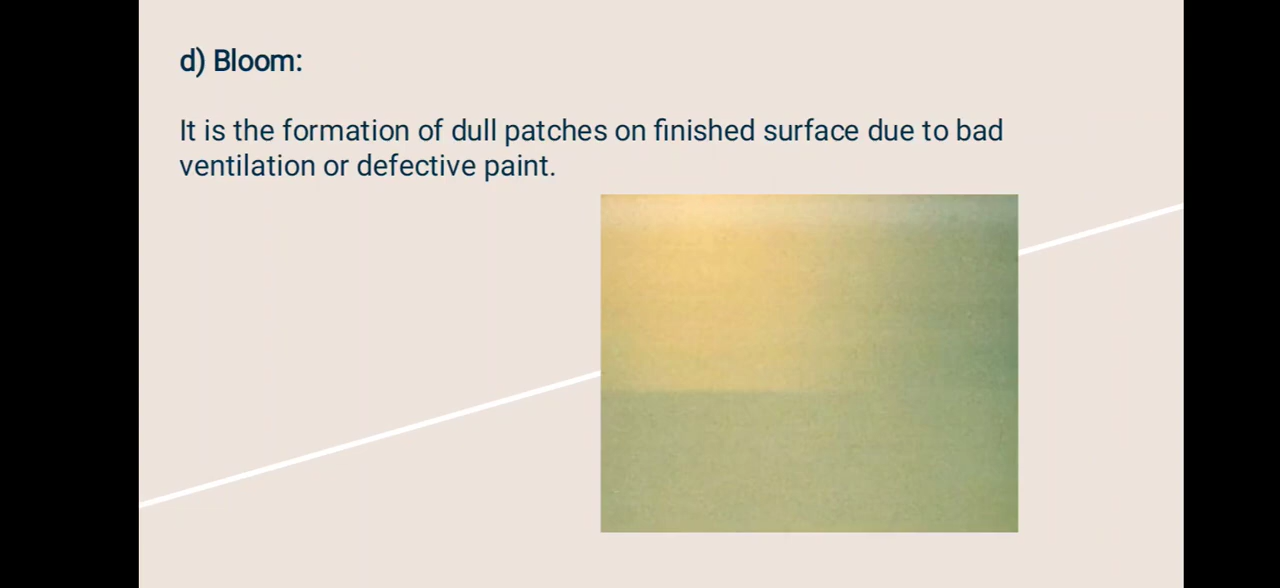 d) Bloom:
It is the formation of dull patches on finished surface due to bad
ventilation or defective paint.